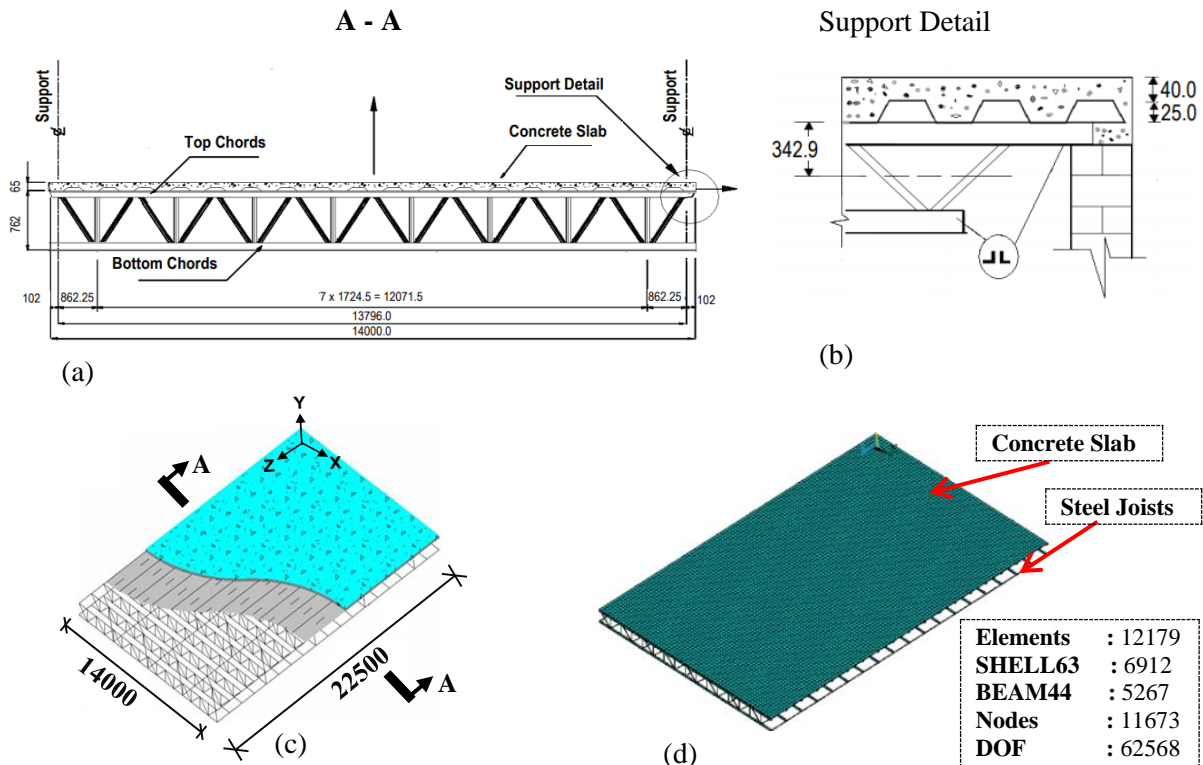 A - A
Support Detail
Support
Support
Support Detail
Concrete Slab
Top Chords
Bottom Chords
65
762
102
862.25
7 x 1724.5 = 12071.5
862.25
102
13796.0
14000.0
(a)
40.0
25.0
342.9
(b)
Y
Z
X
A
A
14000
22500
(c)
Concrete Slab
Steel Joists
Elements : 12179
SHELL63 : 6912
BEAM44 : 5267
Nodes : 11673
DOF : 62568
(d)